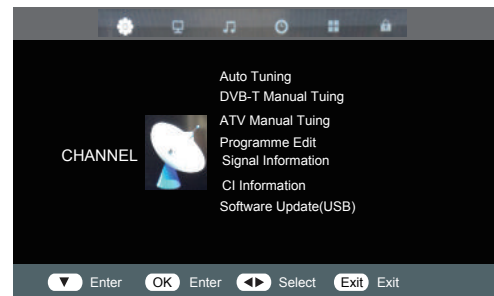 Auto Tuning
DVB-T Manual Tuing
ATV Manual Tuing
Programme Edit
CHANNEL
Signal Information
CI Information
Software Update(USB)
▼ Enter OK Enter ◀▶ Select Exit Exit